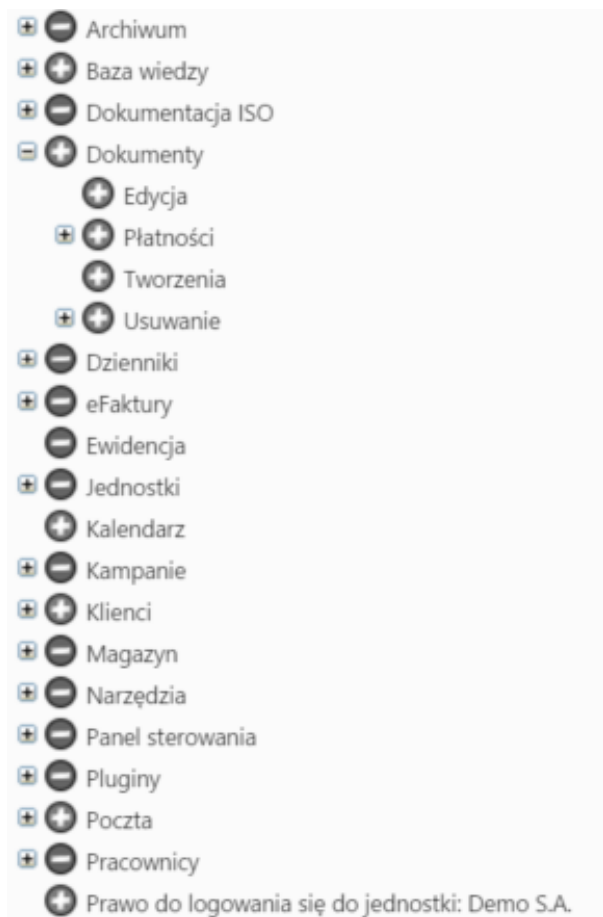 Archiwum
Baza wiedzy
Dokumentacja ISO
Dokumenty
Edycja
Płatności
Tworzenia
Usuwanie
Dzienniki
eFaktury
Ewidencja
Jednostki
Kalendarz
Kampanie
Klienci
Magazyn
Narzędzia
Panel sterowania
Pluginy
Poczta
Pracownicy
Prawo do logowania się do jednostki: Demo S.A.